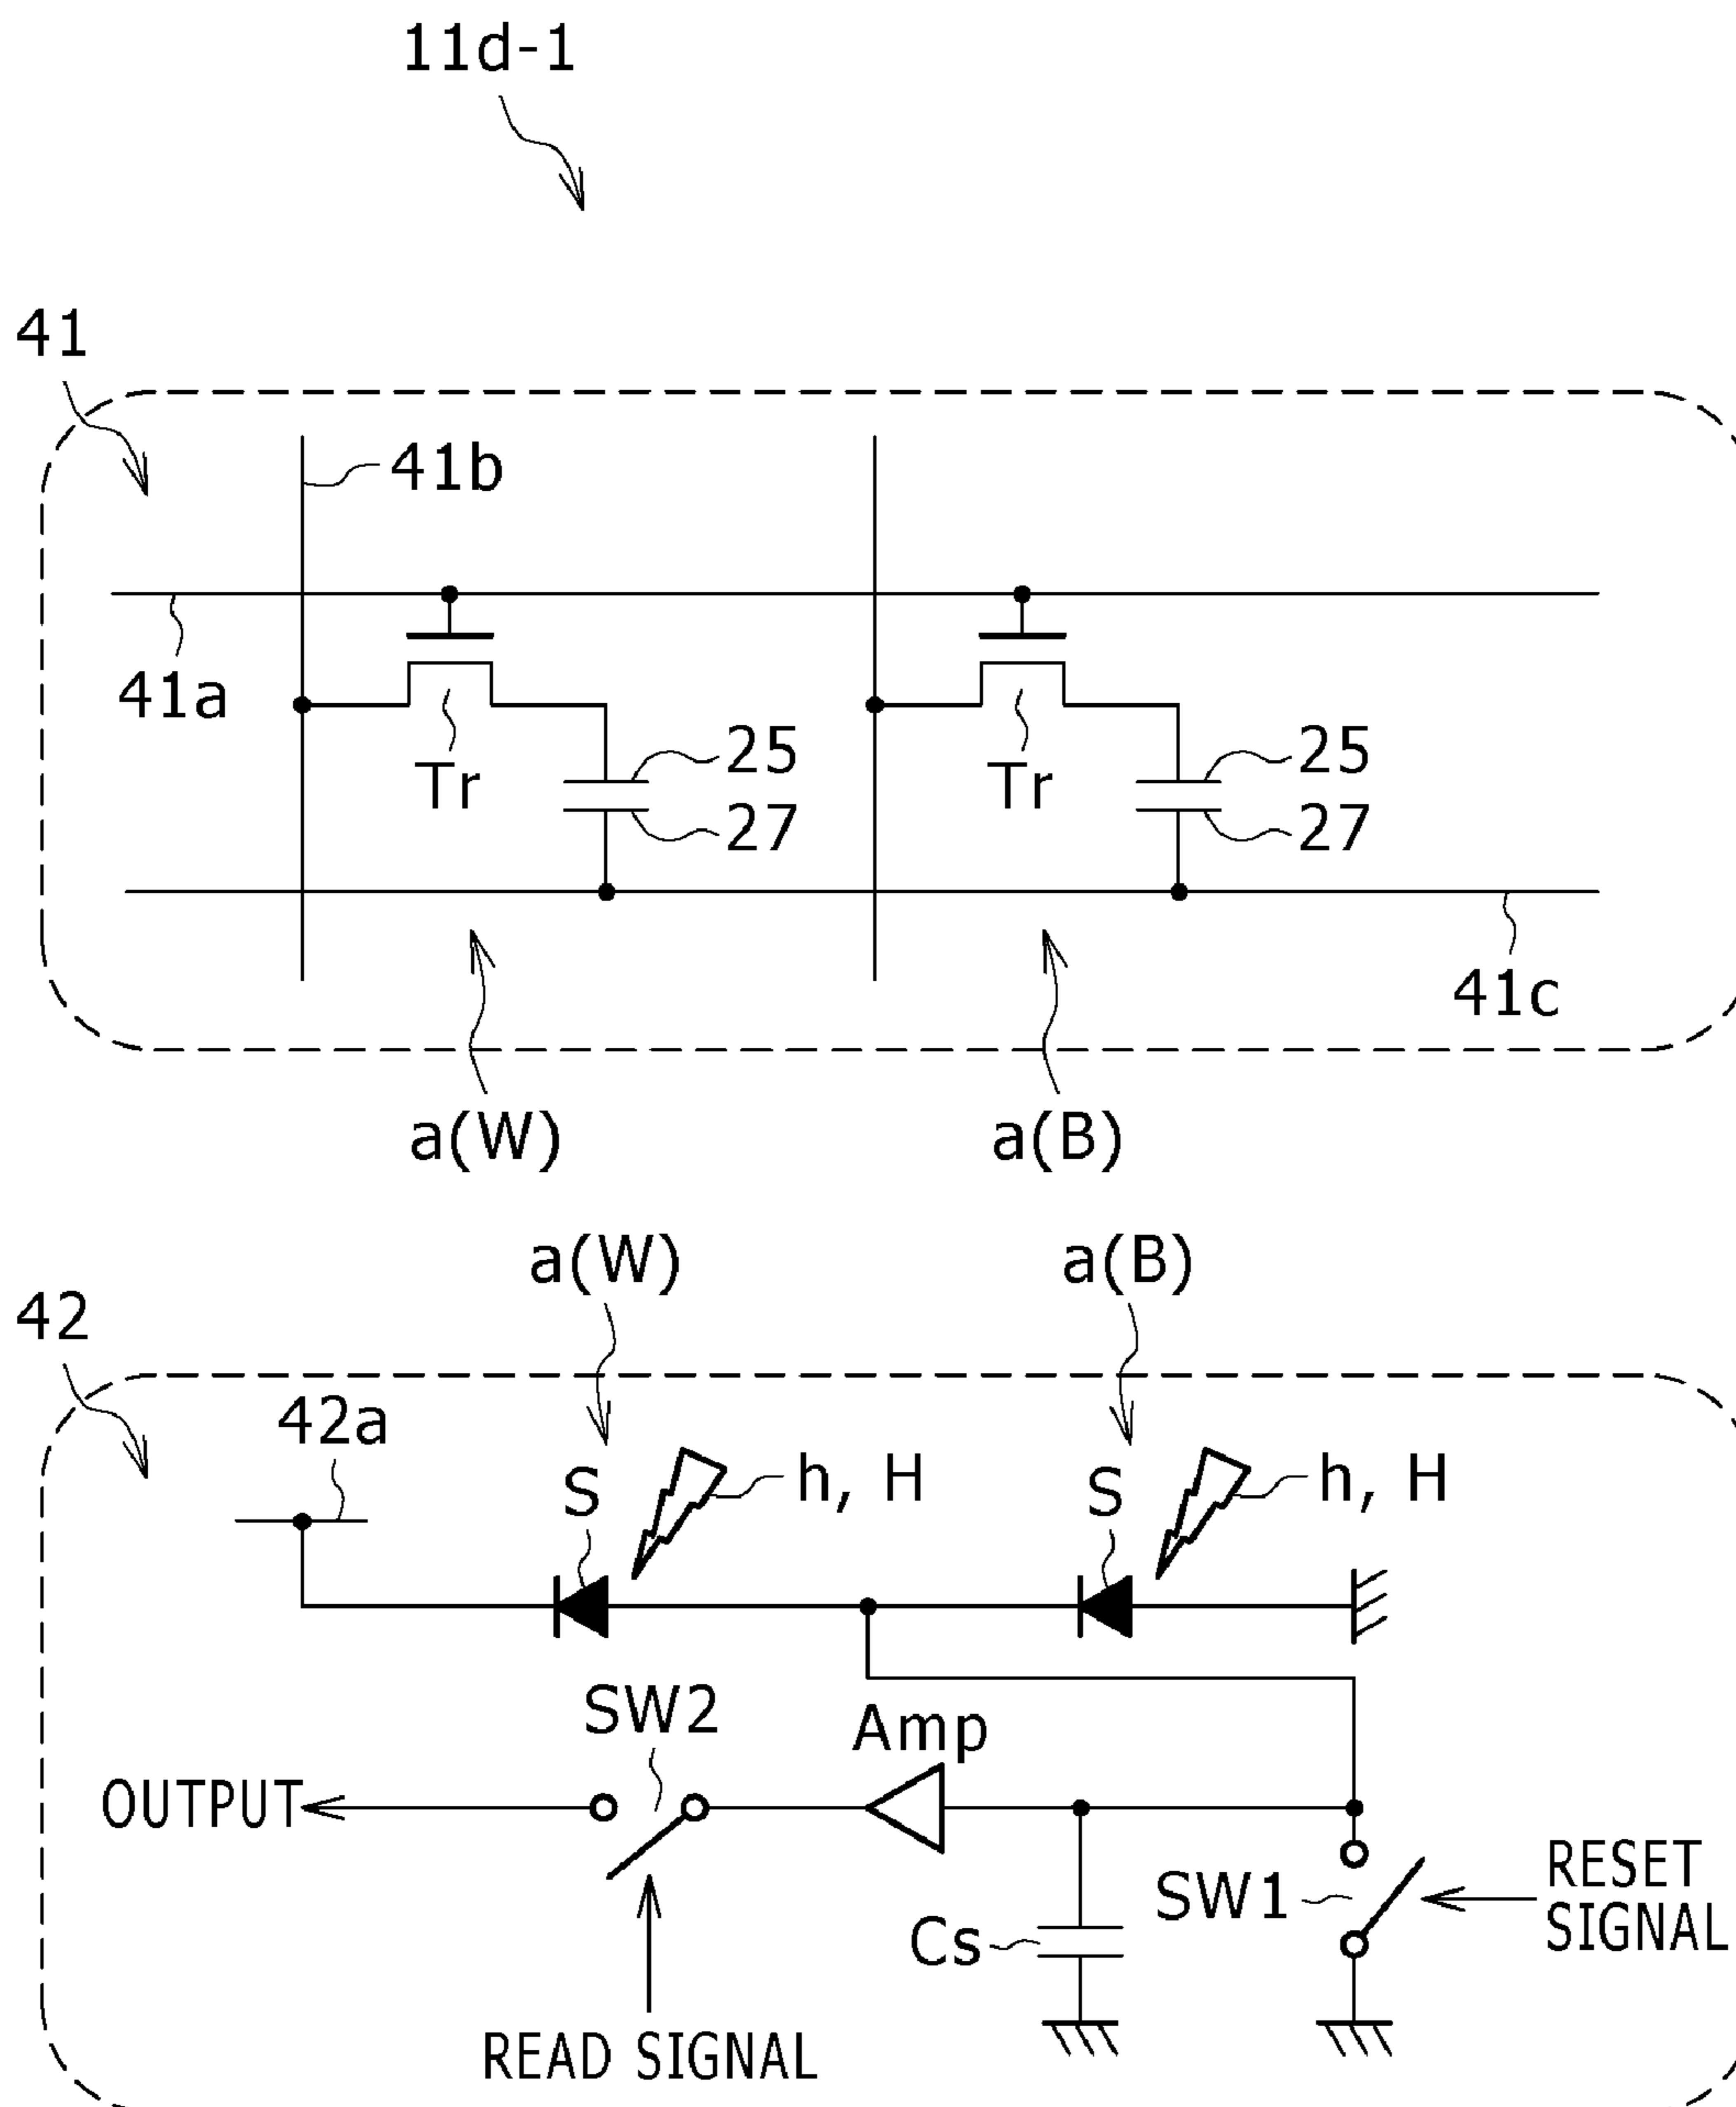 11d-1
41
41b
41a
Tr
25
27
Tr
25
27
41c
a(W)
a(B)
a(W)
a(B)
42
42a
S
h, H
S
h, H
SW2
Amp
OUTPUT
SW1
RESET
SIGNAL
Cs
READ SIGNAL